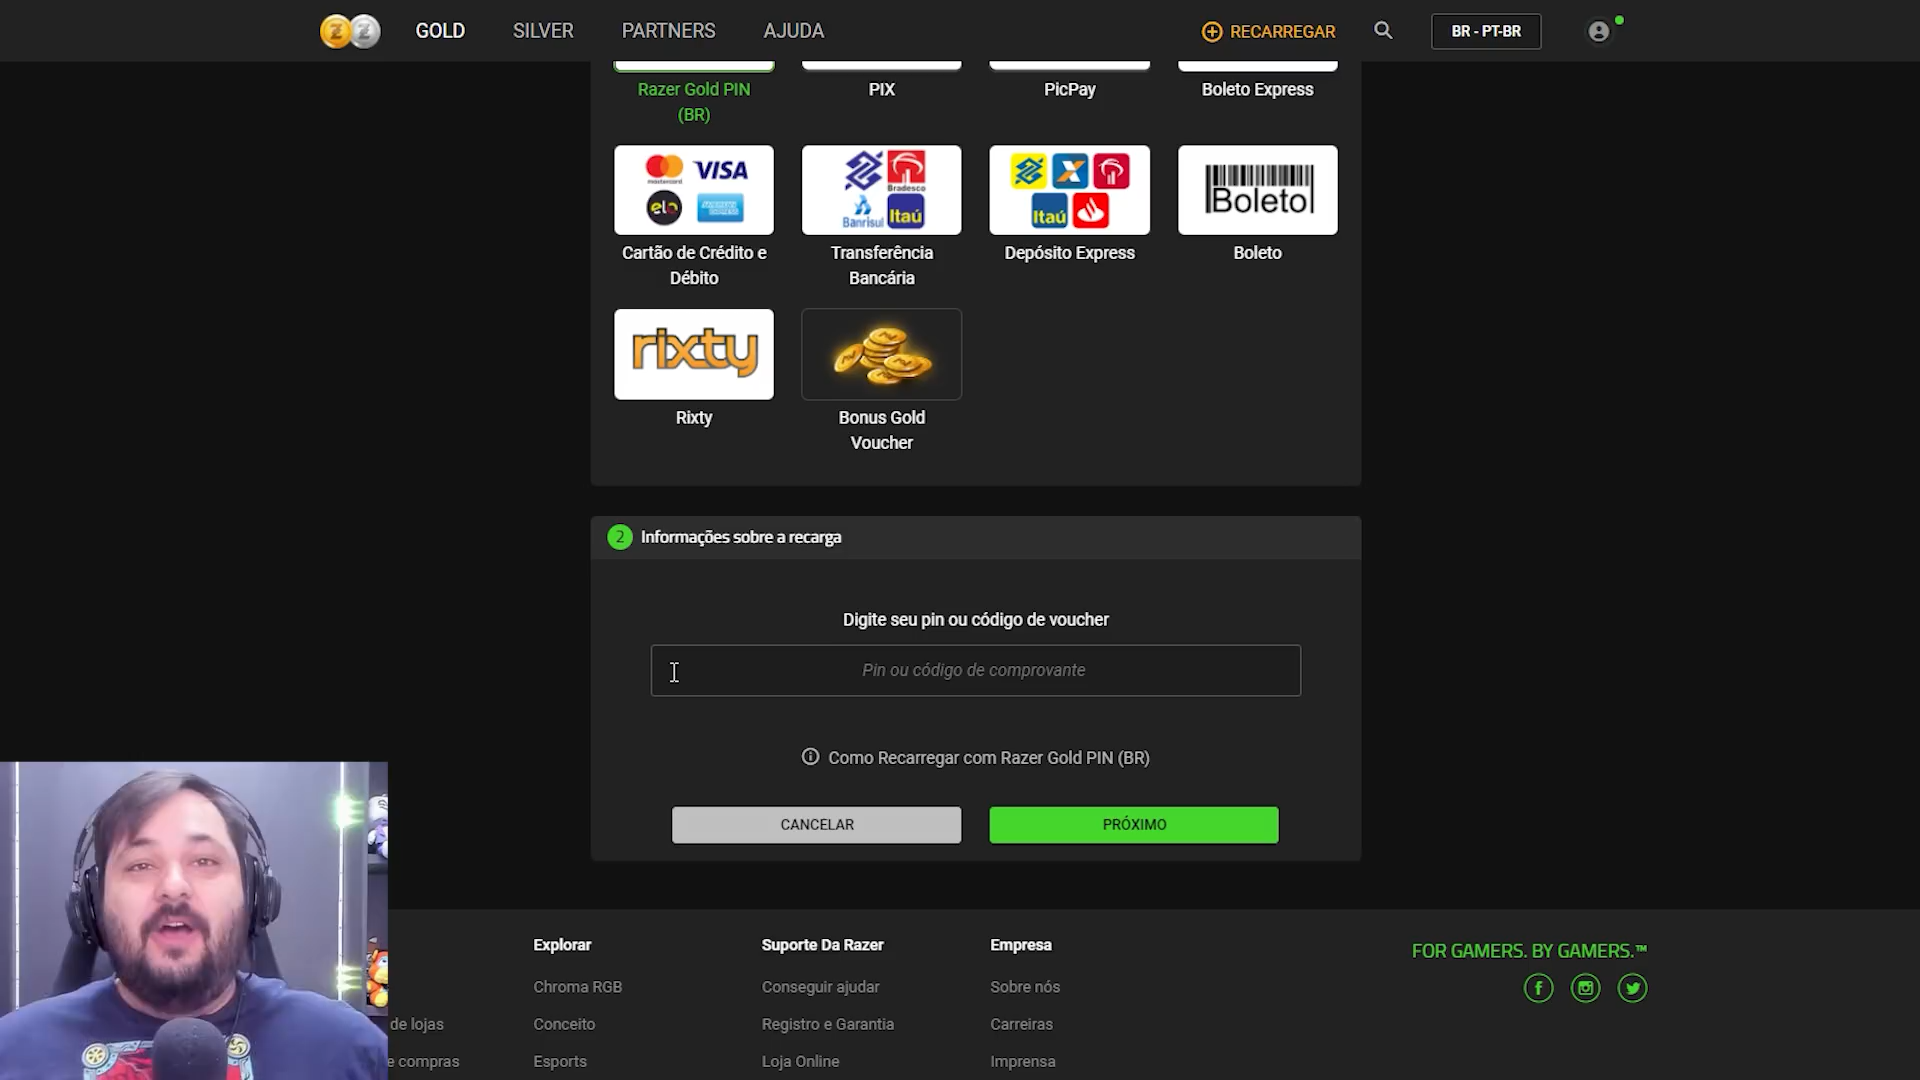 GOLD
SILVER
PARTNERS
AJUDA
RECARREGAR
BR - PT-BR
Razer Gold PIN
(BR)
PIX
PicPay
Boleto Express
mastercard
VISA
elo
AMERICAN EXPRESS
Cartão de Crédito e
Débito
Bradesco
Banrisul
Itaú
Transferência
Bancária
Itaú
Depósito Express
Boleto
Boleto
rixty
Rixty
Bonus Gold
Voucher
2
Informações sobre a recarga
Digite seu pin ou código de voucher
Pin ou código de comprovante
Como Recarregar com Razer Gold PIN (BR)
CANCELAR
PRÓXIMO
de lojas
e compras
Explorar
Chroma RGB
Conceito
Esports
Suporte Da Razer
Conseguir ajudar
Registro e Garantia
Loja Online
Empresa
Sobre nós
Carreiras
Imprensa
FOR GAMERS. BY GAMERS.™